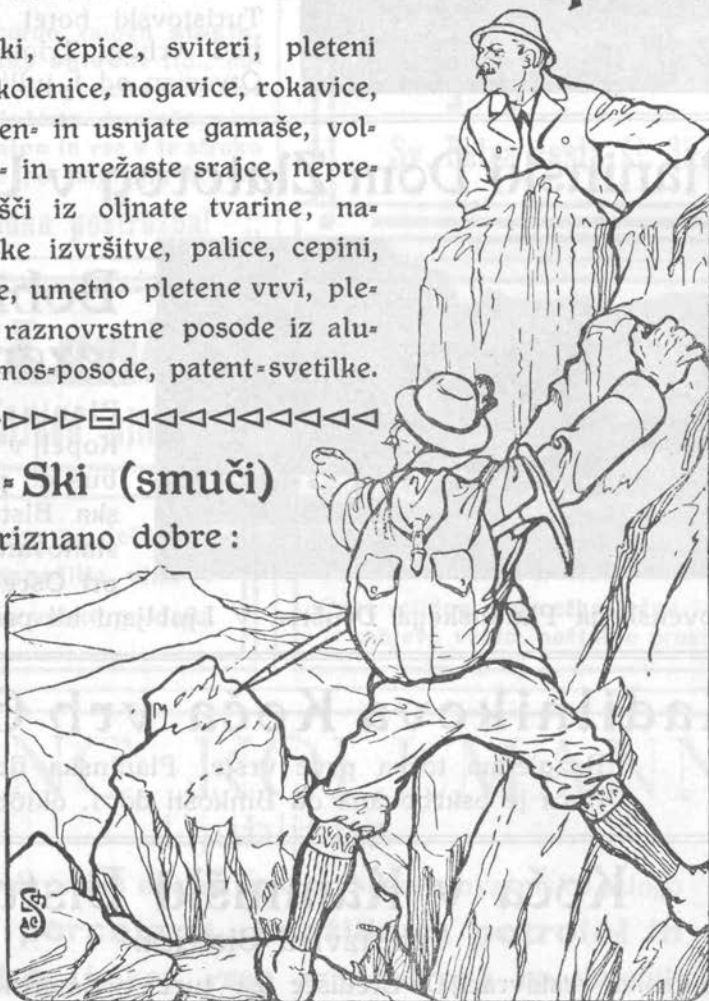 ki, čepice, sviteri, pleteni
kolenice, nogavice, rokavice,
en- in usnjate gamaše, vol-
- in mrežaste srajce, nepre-
šči iz oljnate tvarine, na-
ke izvršitve, palice, cepini,
e, umetno pletene vrvi, ple-
raznovrstne posode iz alu-
mos-posode, patent-svetilke.
- Ski (smuči)
riznano dobre: